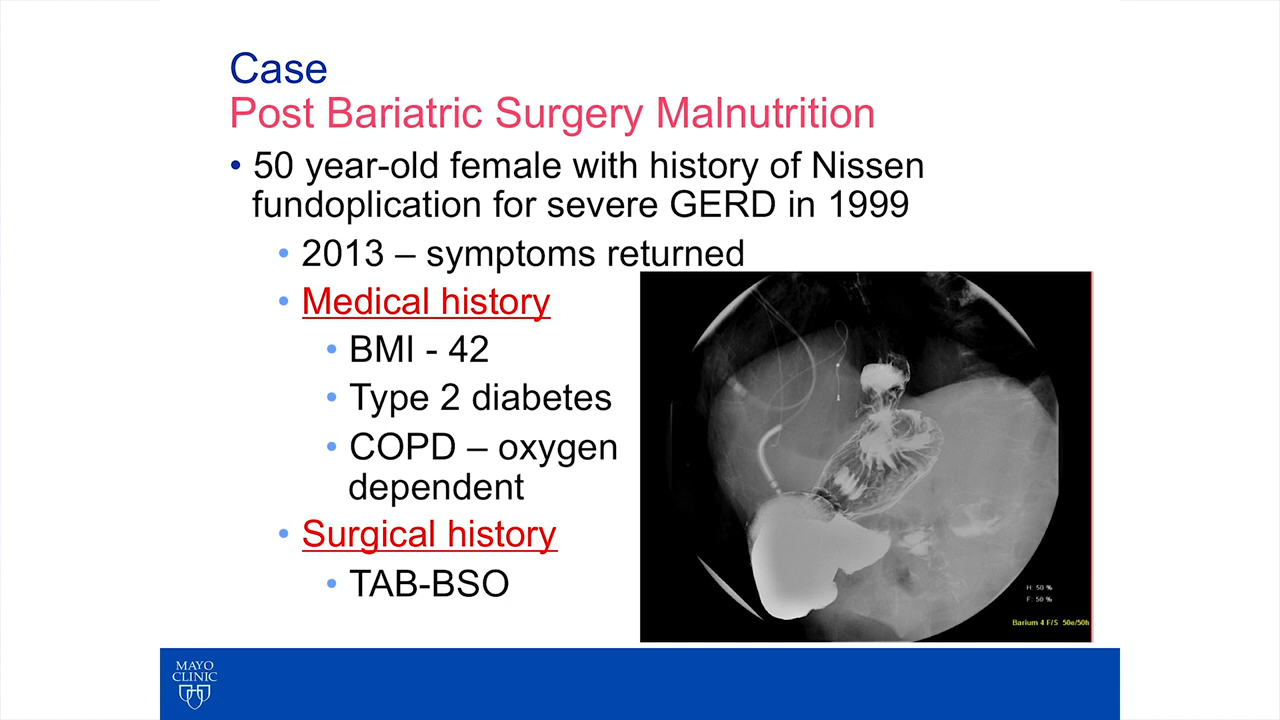 Case
Post Bariatric Surgery Malnutrition
• 50 year-old female with history of Nissen
fundoplication for severe GERD in 1999
• 2013 – symptoms returned
• Medical history
• BMI - 42
• Type 2 diabetes
• COPD – oxygen
dependent
• Surgical history
• TAB-BSO
H: 50 %
F: 50 %
Barium 4 F/S 50e/50h
MAYO
CLINIC